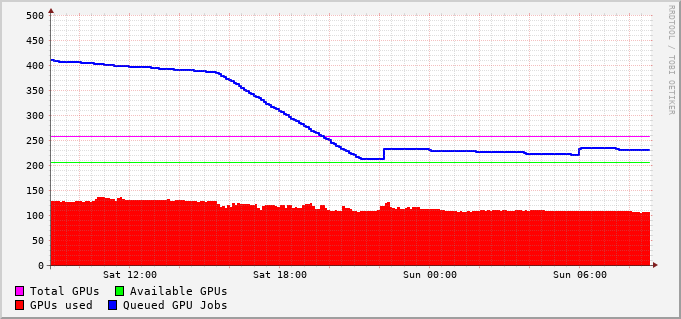 500
450
400
350
300
250
200
150
100
50
0
Sat 12:00 Sat 18:00 Sun 00:00 Sun 06:00
Total GPUs Available GPUs
GPUs used Queued GPU Jobs
RRDTOOL / TOBI OETIKER